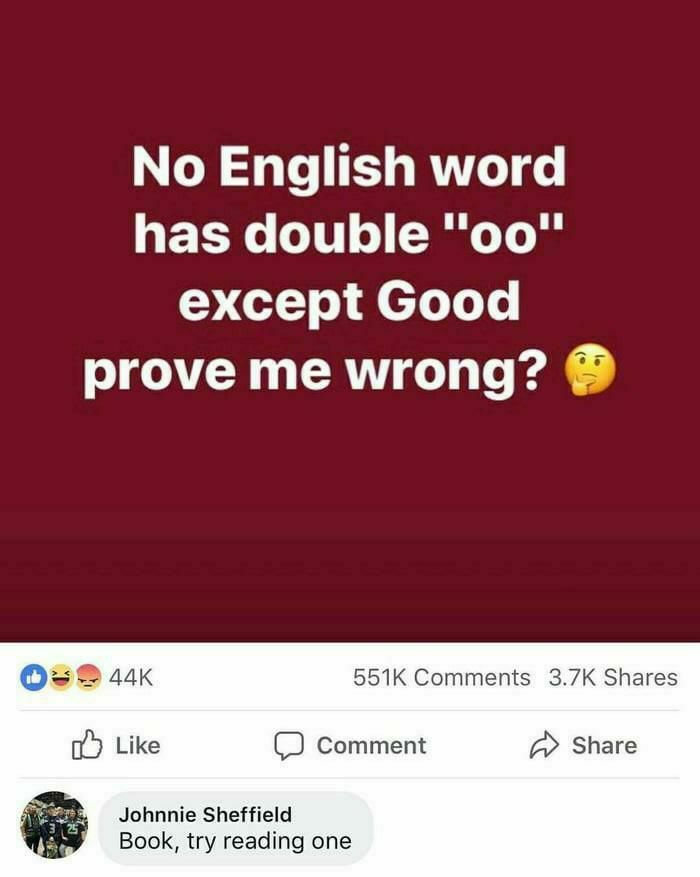 No English word
has double "oo"
except Good
prove me wrong? 🤔
44K
551K Comments 3.7K Shares
Like
Comment
Share
Johnnie Sheffield
Book, try reading one